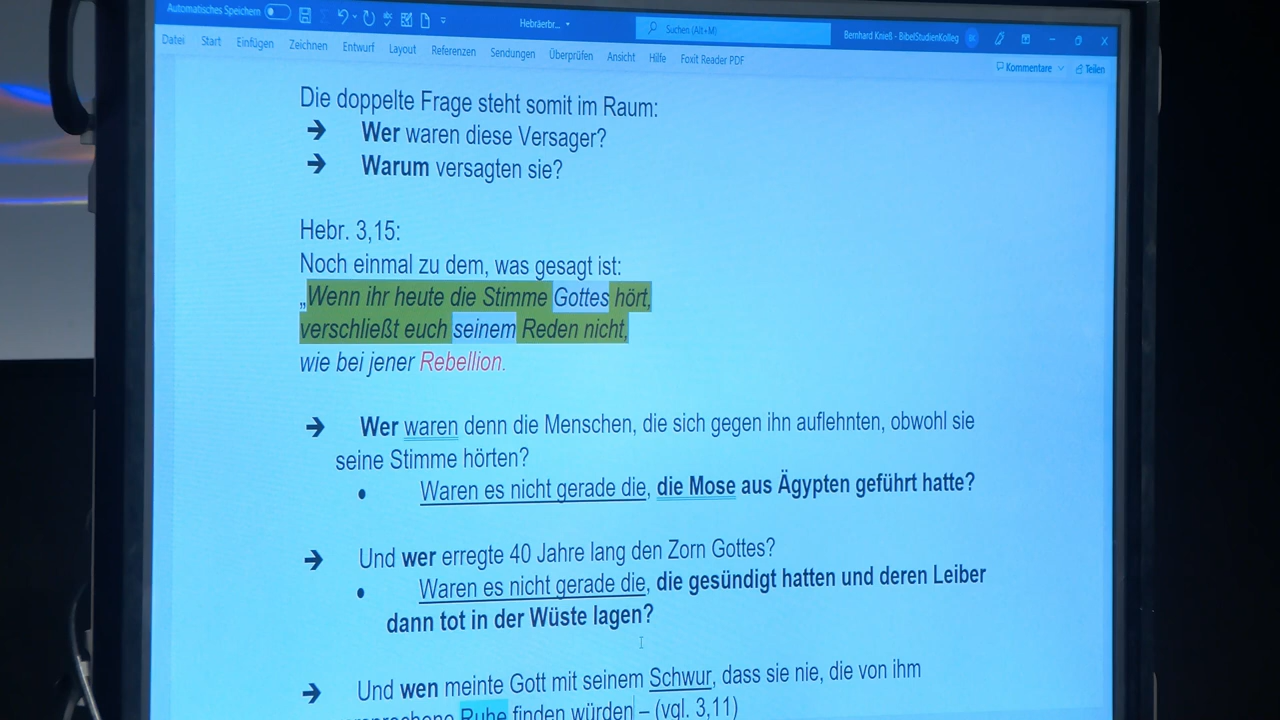 Automatisches Speichern
Hebräerbr...
Suchen (Alt+M)
Bernhard Knieß - BibelStudienKolleg
Datei Start Einfügen Zeichnen Entwurf Layout Referenzen Sendungen Überprüfen Ansicht Hilfe Foxit Reader PDF
Kommentare Teilen
Die doppelte Frage steht somit im Raum:
→ Wer waren diese Versager?
→ Warum versagten sie?
Hebr. 3,15:
Noch einmal zu dem, was gesagt ist:
„Wenn ihr heute die Stimme Gottes hört,
verschließt euch seinem Reden nicht,
wie bei jener Rebellion.
→ Wer waren denn die Menschen, die sich gegen ihn auflehnten, obwohl sie
seine Stimme hörten?
• Waren es nicht gerade die, die Mose aus Ägypten geführt hatte?
→ Und wer erregte 40 Jahre lang den Zorn Gottes?
• Waren es nicht gerade die, die gesündigt hatten und deren Leiber
dann tot in der Wüste lagen?
→ Und wen meinte Gott mit seinem Schwur, dass sie nie, die von ihm
Ruhe finden würden – (vgl. 3,11)